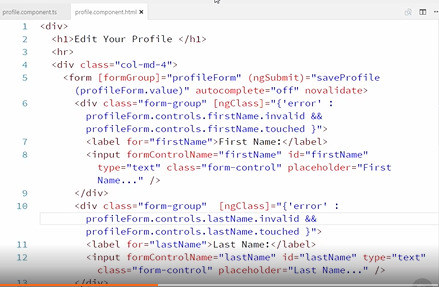 profile.component.ts profile.component.html ×
1 <div>
2 <h1>Edit Your Profile </h1>
3 <hr>
4 <div class="col-md-4">
5 <form [formGroup]="profileForm" (ngSubmit)="saveProfile
(profileForm.value)" autocomplete="off" novalidate>
6 <div class="form-group" [ngClass]="{'error' :
profileForm.controls.firstName.invalid &&
profileForm.controls.firstName.touched }">
7 <label for="firstName">First Name:</label>
8 <input formControlName="firstName" id="firstName"
type="text" class="form-control" placeholder="First
Name..." />
9 </div>
10 <div class="form-group"  [ngClass]="{'error' :
profileForm.controls.lastName.invalid &&
profileForm.controls.lastName.touched }">
11 <label for="lastName">Last Name:</label>
12 <input formControlName="lastName" id="lastName" type="text"
class="form-control" placeholder="Last Name..." />
13 </div>